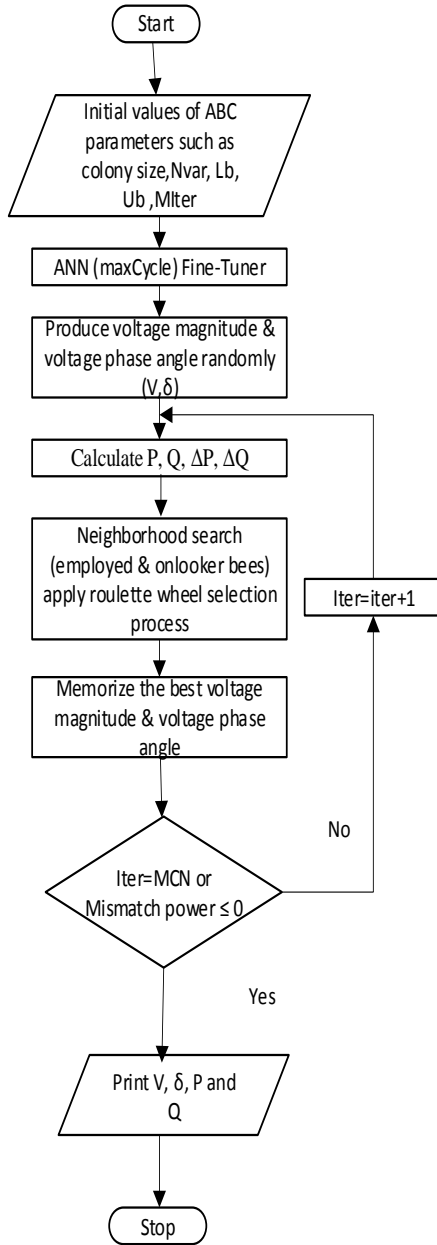 Start
Initial values of ABC
parameters such as
colony size,Nvar, Lb,
Ub ,MIter
ANN (maxCycle) Fine-Tuner
Produce voltage magnitude &
voltage phase angle randomly
(V,δ)
Calculate P, Q, ΔP, ΔQ
Neighborhood search
(employed & onlooker bees)
apply roulette wheel selection
process
Iter=iter+1
Memorize the best voltage
magnitude & voltage phase
angle
No
Iter=MCN or
Mismatch power ≤ 0
Yes
Print V, δ, P and
Q
Stop